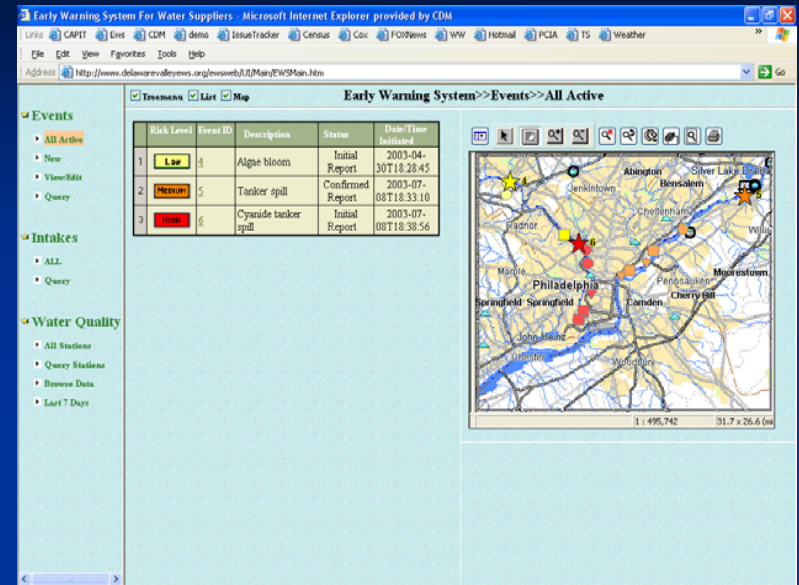 Early Warning System For Water Suppliers - Microsoft Internet Explorer provided by CDM
Links CAPIT Ews CDM demo IssueTracker Census Cox FOXNews WW Hotmail PCIA TS Weather »
File Edit View Favorites Tools Help
Address http://www.delawarevalleyews.org/ewsweb/UI/Main/EWSMain.htm Go
Treemenu List Map Early Warning System>>Events>>All Active
Events
All Active
New
View/Edit
Query
Intakes
ALL
Query
Water Quality
All Stations
Query Stations
Browse Data
Last 7 Days
Risk Level Event ID Description Status Date/Time Initiated
1 Low 4 Algae bloom Initial Report 2003-04-30T18:28:45
2 Medium 5 Tanker spill Confirmed Report 2003-07-08T18:33:10
3 High 6 Cyanide tanker spill Initial Report 2003-07-08T18:38:56
4
Abington
Silver Lake
Jenkintown
Bensalem
5
Cheltenham
Radnor
6
Marple
Moorestown
Philadelphia
Pennsauken
Cherry Hill
Springfield Springfield
Camden
John Heinz
Chester
Woodbury
1 : 495,742 31.7 x 26.6 (mi